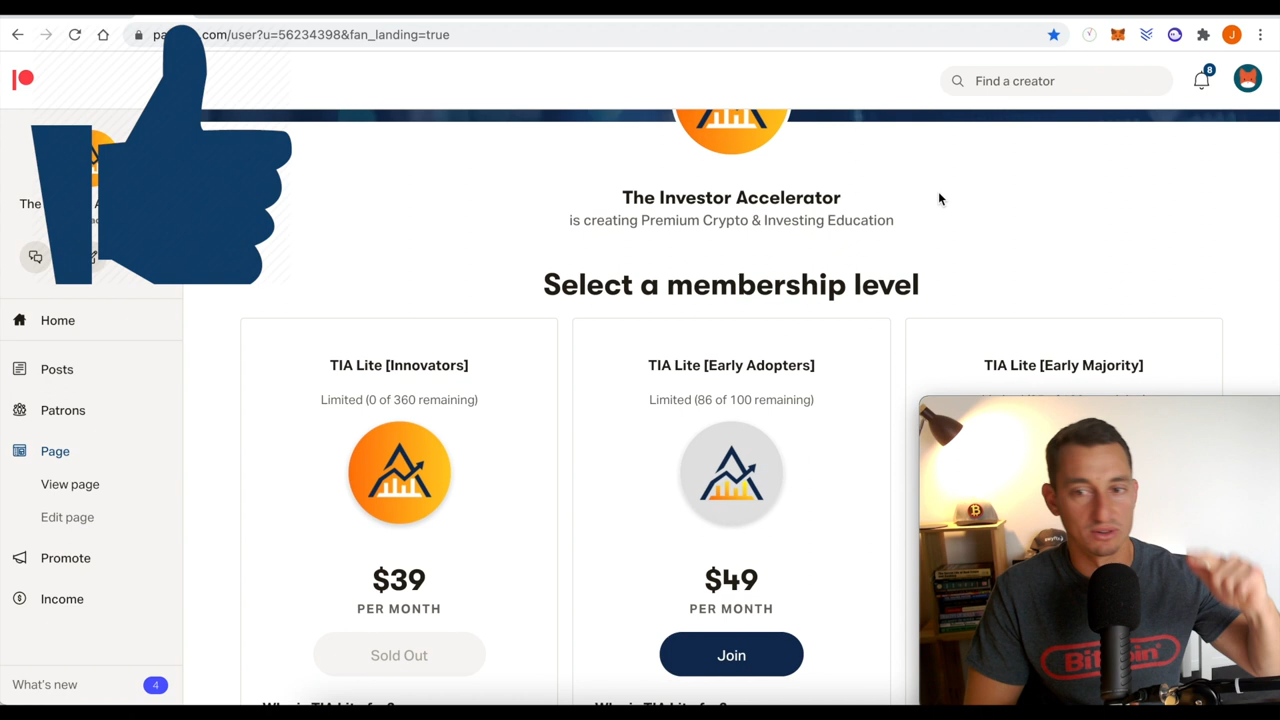 .com/user?u=56234398&fan_landing=true
J
Find a creator
8
The Investor Accelerator
is creating Premium Crypto & Investing Education
Select a membership level
The
Home
Posts
Patrons
Page
View page
Edit page
Promote
Income
What's new
4
TIA Lite [Innovators]
Limited (0 of 360 remaining)
$39
PER MONTH
Sold Out
TIA Lite [Early Adopters]
Limited (86 of 100 remaining)
$49
PER MONTH
Join
TIA Lite [Early Majority]
Bitcoin